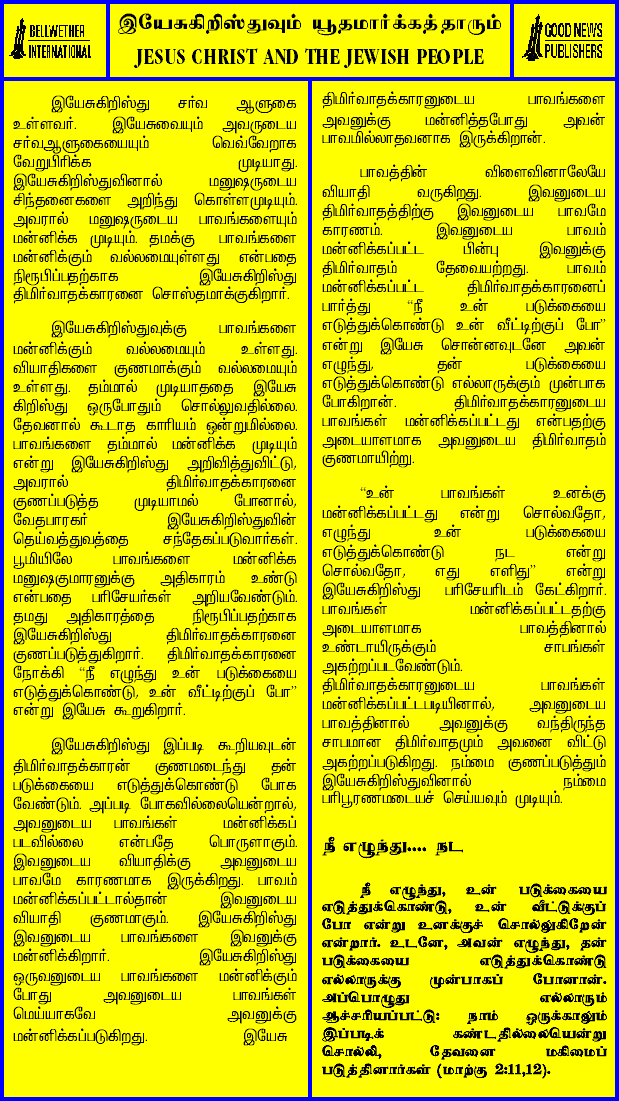 BELLWETHER
INTERNATIONAL
இயேசுகிறிஸ்துவும் யூதமார்க்கத்தாரும்
JESUS CHRIST AND THE JEWISH PEOPLE
GOOD NEWS
PUBLISHERS
இயேசுகிறிஸ்து சர்வ ஆளுகை
உள்ளவர். இயேசுவையும் அவருடைய
சர்வஆளுகையையும் வெவ்வேறாக
வேறுபிரிக்க முடியாது.
இயேசுகிறிஸ்துவினால் மனுஷருடைய
சிந்தனைகளை அறிந்து கொள்ளமுடியும்.
அவரால் மனுஷருடைய பாவங்களையும்
மன்னிக்க முடியும். தமக்கு பாவங்களை
மன்னிக்கும் வல்லமையுள்ளது என்பதை
நிரூபிப்பதற்காக இயேசுகிறிஸ்து
திமிர்வாதக்காரனை சொஸ்தமாக்குகிறார்.
இயேசுகிறிஸ்துவுக்கு பாவங்களை
மன்னிக்கும் வல்லமையும் உள்ளது.
வியாதிகளை குணமாக்கும் வல்லமையும்
உள்ளது. தம்மால் முடியாததை இயேசு
கிறிஸ்து ஒருபோதும் சொல்லுவதில்லை.
தேவனால் கூடாத காரியம் ஒன்றுமில்லை.
பாவங்களை தம்மால் மன்னிக்க முடியும்
என்று இயேசுகிறிஸ்து அறிவித்துவிட்டு,
அவரால் திமிர்வாதக்காரனை
குணப்படுத்த முடியாமல் போனால்,
வேதபாரகர் இயேசுகிறிஸ்துவின்
தெய்வத்துவத்தை சந்தேகப்படுவார்கள்.
பூமியிலே பாவங்களை மன்னிக்க
மனுஷகுமாரனுக்கு அதிகாரம் உண்டு
என்பதை பரிசேயர்கள் அறியவேண்டும்.
தமது அதிகாரத்தை நிரூபிப்பதற்காக
இயேசுகிறிஸ்து திமிர்வாதக்காரனை
குணப்படுத்துகிறார். திமிர்வாதக்காரனை
நோக்கி “நீ எழுந்து உன் படுக்கையை
எடுத்துக்கொண்டு, உன் வீட்டிற்குப் போ”
என்று இயேசு கூறுகிறார்.
இயேசுகிறிஸ்து இப்படி கூறியவுடன்
திமிர்வாதக்காரன் குணமடைந்து தன்
படுக்கையை எடுத்துக்கொண்டு போக
வேண்டும். அப்படி போகவில்லையென்றால்,
அவனுடைய பாவங்கள் மன்னிக்கப்
படவில்லை என்பதே பொருளாகும்.
இவனுடைய வியாதிக்கு அவனுடைய
பாவமே காரணமாக இருக்கிறது. பாவம்
மன்னிக்கப்பட்டால்தான் இவனுடைய
வியாதி குணமாகும். இயேசுகிறிஸ்து
இவனுடைய பாவங்களை இவனுக்கு
மன்னிக்கிறார். இயேசுகிறிஸ்து
ஒருவனுடைய பாவங்களை மன்னிக்கும்
போது அவனுடைய பாவங்கள்
மெய்யாகவே அவனுக்கு
மன்னிக்கப்படுகிறது. இயேசு
திமிர்வாதக்காரனுடைய பாவங்களை
அவனுக்கு மன்னித்தபோது அவன்
பாவமில்லாதவனாக இருக்கிறான்.
பாவத்தின் விளைவினாலேயே
வியாதி வருகிறது. இவனுடைய
திமிர்வாதத்திற்கு இவனுடைய பாவமே
காரணம். இவனுடைய பாவம்
மன்னிக்கப்பட்ட பின்பு இவனுக்கு
திமிர்வாதம் தேவையற்றது. பாவம்
மன்னிக்கப்பட்ட திமிர்வாதக்காரனைப்
பார்த்து “நீ உன் படுக்கையை
எடுத்துக்கொண்டு உன் வீட்டிற்குப் போ”
என்று இயேசு சொன்னவுடனே அவன்
எழுந்து, தன் படுக்கையை
எடுத்துக்கொண்டு எல்லாருக்கும் முன்பாக
போகிறான். திமிர்வாதக்காரனுடைய
பாவங்கள் மன்னிக்கப்பட்டது என்பதற்கு
அடையாளமாக அவனுடைய திமிர்வாதம்
குணமாயிற்று.
“உன் பாவங்கள் உனக்கு
மன்னிக்கப்பட்டது என்று சொல்வதோ,
எழுந்து உன் படுக்கையை
எடுத்துக்கொண்டு நட என்று
சொல்வதோ, எது எளிது” என்று
இயேசுகிறிஸ்து பரிசேயரிடம் கேட்கிறார்.
பாவங்கள் மன்னிக்கப்பட்டதற்கு
அடையாளமாக பாவத்தினால்
உண்டாயிருக்கும் சாபங்கள்
அகற்றப்படவேண்டும்.
திமிர்வாதக்காரனுடைய பாவங்கள்
மன்னிக்கப்பட்டபடியினால், அவனுடைய
பாவத்தினால் அவனுக்கு வந்திருந்த
சாபமான திமிர்வாதமும் அவனை விட்டு
அகற்றப்படுகிறது. நம்மை குணப்படுத்தும்
இயேசுகிறிஸ்துவினால் நம்மை
பரிபூரணமடையச் செய்யவும் முடியும்.
நீ எழுந்து.... நட
நீ எழுந்து, உன் படுக்கையை
எடுத்துக்கொண்டு, உன் வீட்டுக்குப்
போ என்று உனக்குச் சொல்லுகிறேன்
என்றார். உடனே, அவன் எழுந்து, தன்
படுக்கையை எடுத்துக்கொண்டு
எல்லாருக்கு முன்பாகப் போனான்.
அப்பொழுது எல்லாரும்
ஆச்சரியப்பட்டு: நாம் ஒருக்காலும்
இப்படிக் கண்டதில்லையென்று
சொல்லி, தேவனை மகிமைப்
படுத்தினார்கள் (மாற்கு 2:11,12).